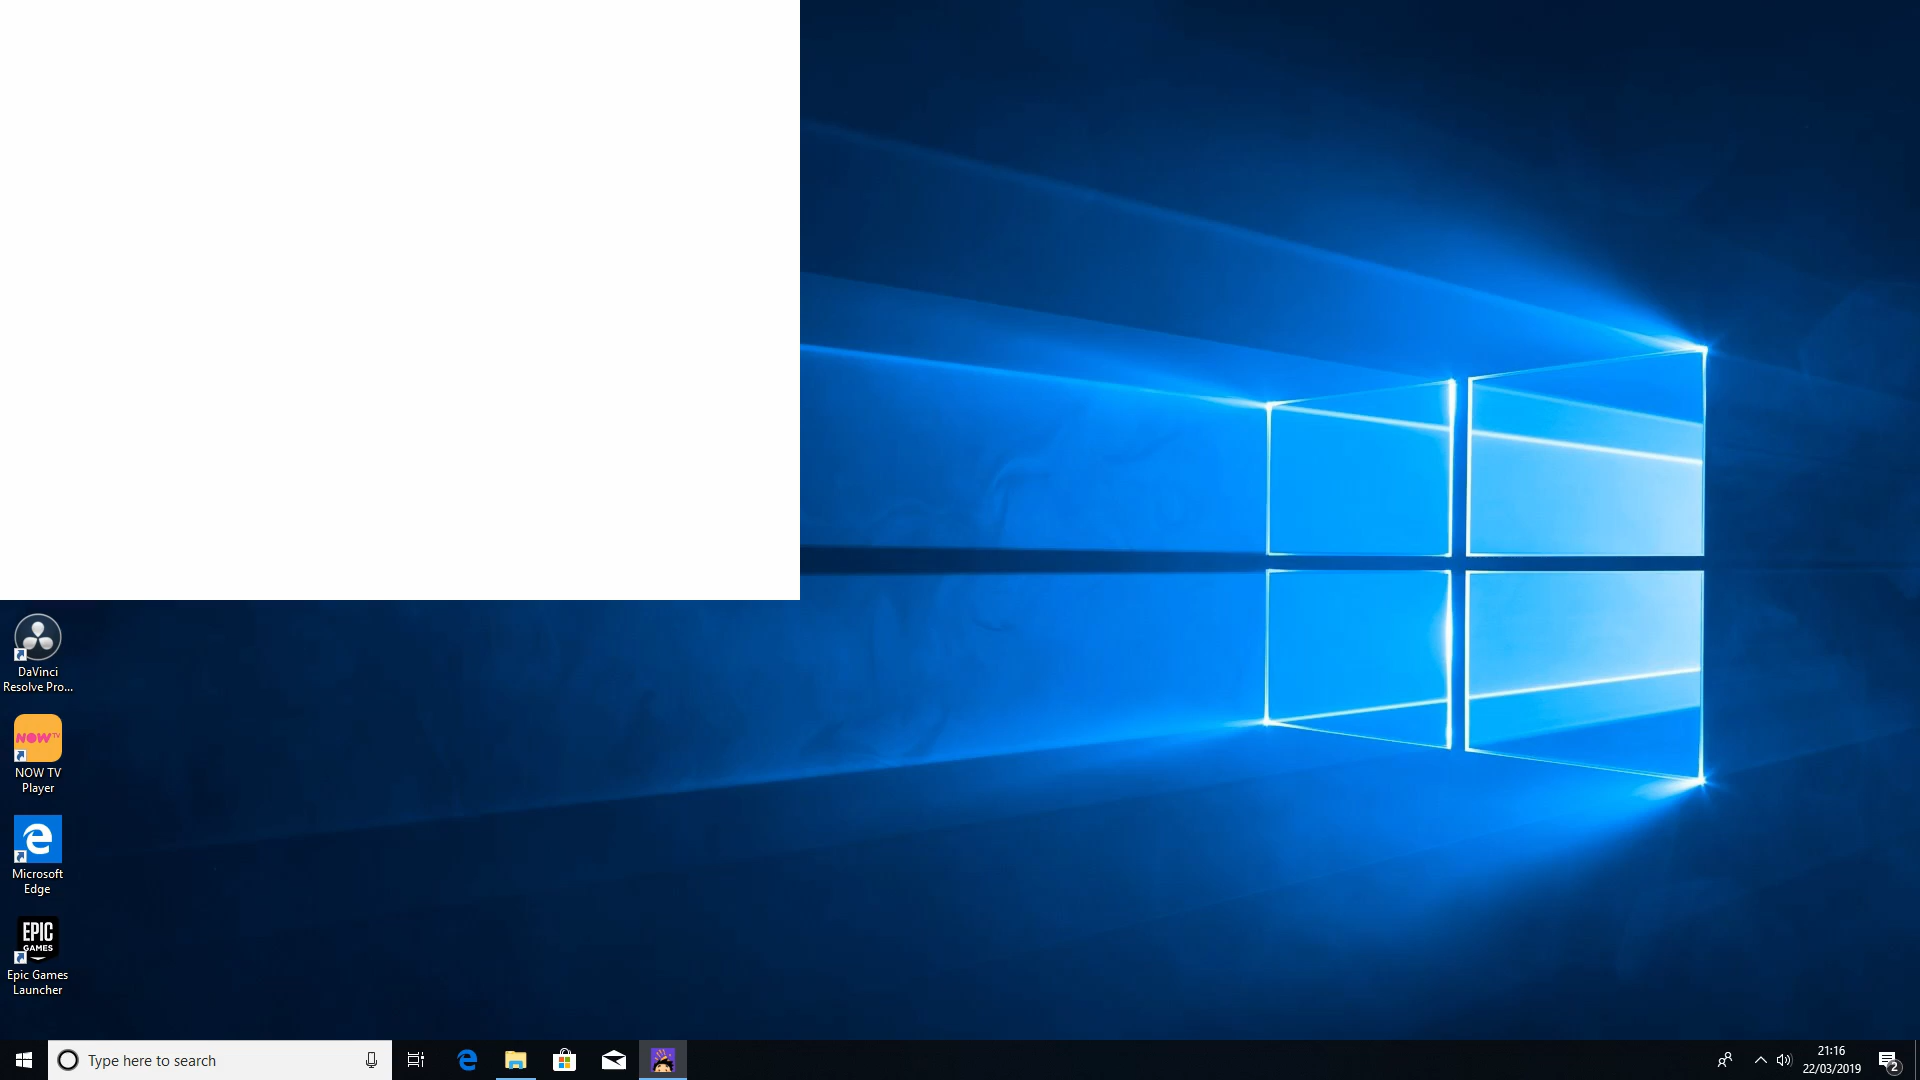 DaVinci
Resolve Pro...
NOW TV
NOW TV
Player
Microsoft
Edge
EPIC
GAMES
Epic Games
Launcher
Type here to search
21:16
22/03/2019
2